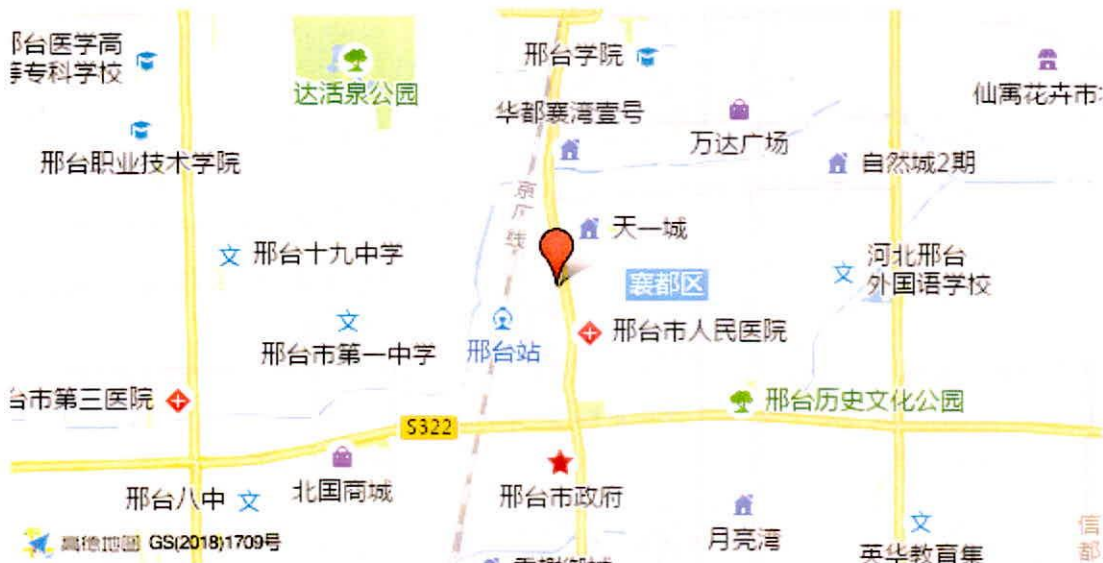 邢台医学高
等专科学校
达活泉公园
邢台学院
仙寓花卉市
华都襄湾壹号
万达广场
邢台职业技术学院
自然城2期
京广线
天一城
邢台十九中学
河北邢台
外国语学校
襄都区
邢台市人民医院
邢台站
邢台市第一中学
台市第三医院
邢台历史文化公园
S322
邢台市政府
北国商城
邢台八中
月亮湾
英华教育集
信都
高德地图 GS(2018)1709号